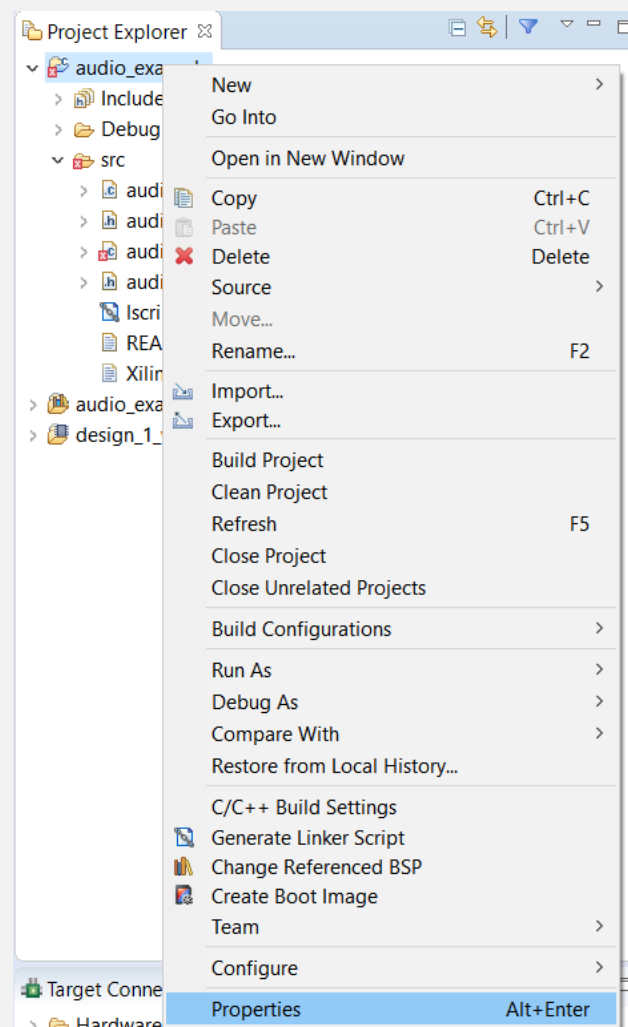 Project Explorer
audio_exa
Include
Debug
src
audi
audi
audi
audi
lscri
REA
Xilin
audio_exa
design_1_
New
Go Into
Open in New Window
Copy Ctrl+C
Paste Ctrl+V
Delete Delete
Source
Move...
Rename... F2
Import...
Export...
Build Project
Clean Project
Refresh F5
Close Project
Close Unrelated Projects
Build Configurations
Run As
Debug As
Compare With
Restore from Local History...
C/C++ Build Settings
Generate Linker Script
Change Referenced BSP
Create Boot Image
Team
Configure
Properties Alt+Enter
Target Conne
Hardware